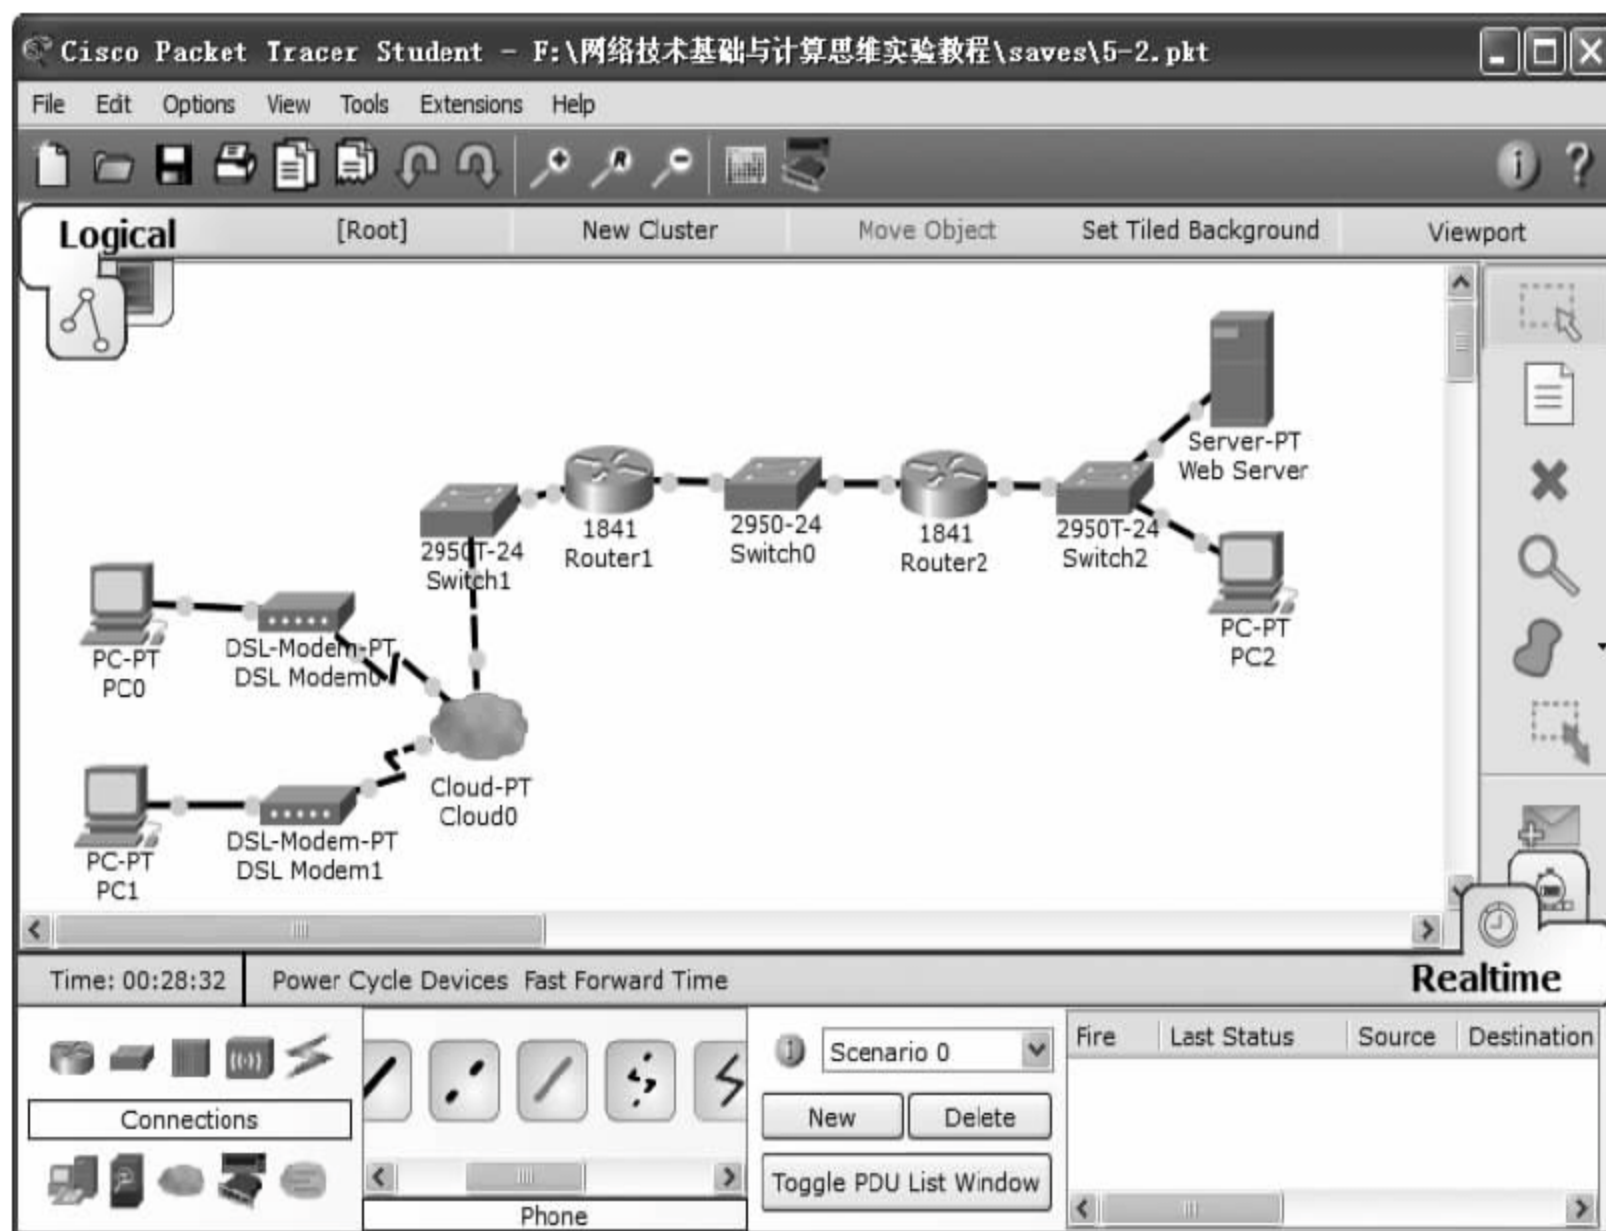 Cisco Packet Tracer Student - F:\网络技术基础与计算思维实验教程\saves\5-2.pkt
File Edit Options View Tools Extensions Help
Logical [Root] New Cluster Move Object Set Tiled Background Viewport
Server-PT
Web Server
1841
Router1
2950-24
Switch0
1841
Router2
2950T-24
Switch2
2950T-24
Switch1
PC-PT
PC2
PC-PT
PC0
DSL-Modem-PT
DSL Modem0
Cloud-PT
Cloud0
PC-PT
PC1
DSL-Modem-PT
DSL Modem1
Time: 00:28:32 Power Cycle Devices Fast Forward Time Realtime
Connections
Phone
Scenario 0
New Delete
Toggle PDU List Window
Fire Last Status Source Destination